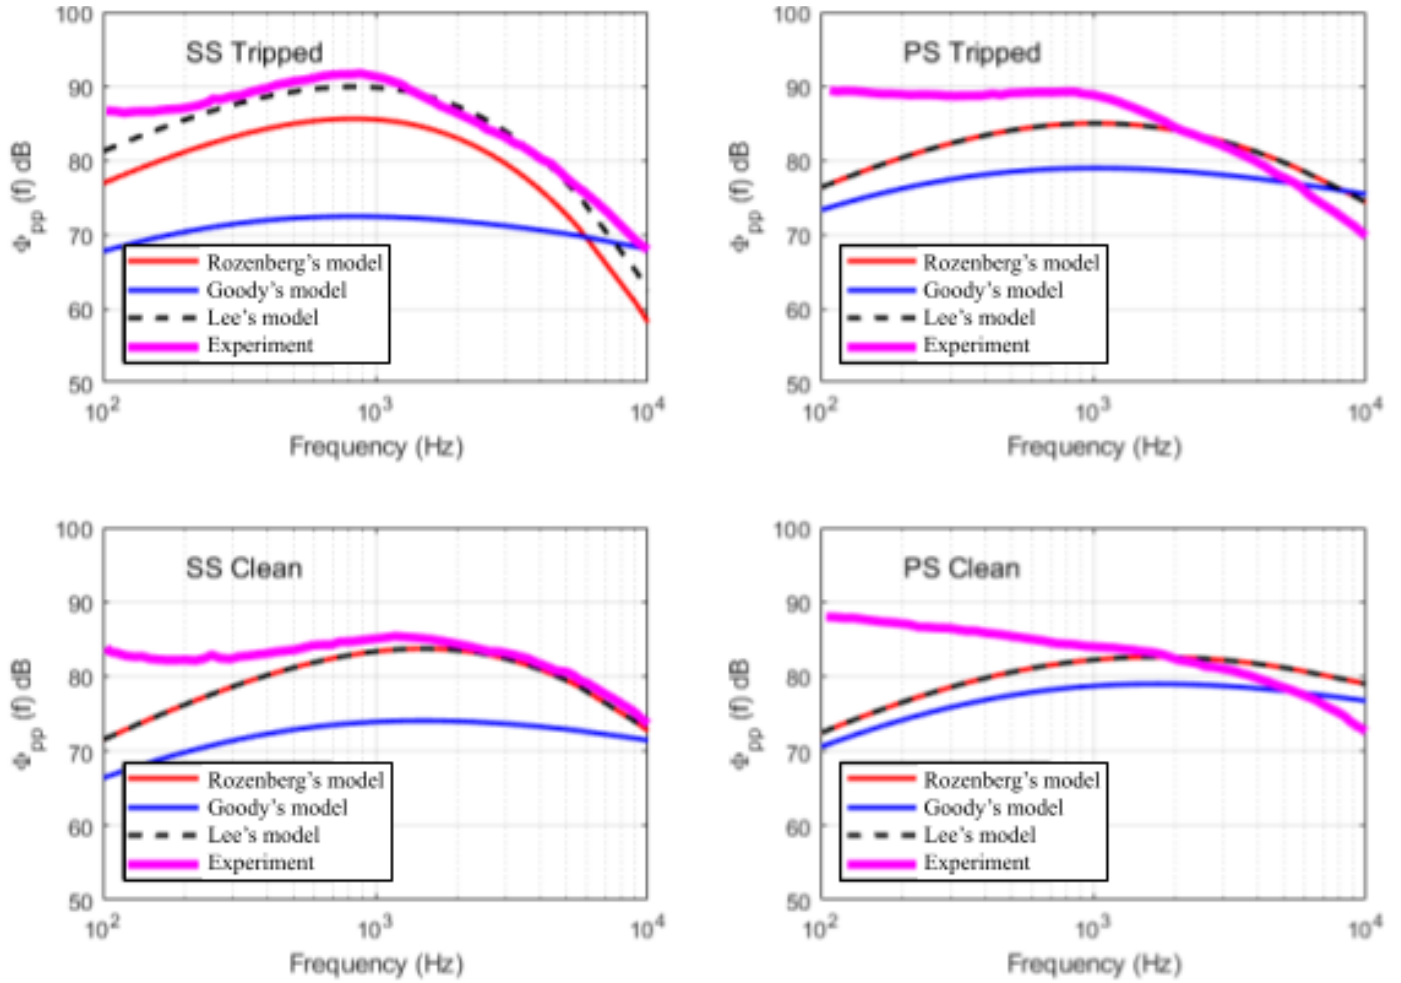 SS Tripped
100
90
80
70
60
50
Φpp (f) dB
Rozenberg's model
Goody's model
Lee's model
Experiment
10^2 10^3 10^4
Frequency (Hz)
PS Tripped
100
90
80
70
60
50
Φpp (f) dB
Rozenberg's model
Goody's model
Lee's model
Experiment
10^2 10^3 10^4
Frequency (Hz)
SS Clean
100
90
80
70
60
50
Φpp (f) dB
Rozenberg's model
Goody's model
Lee's model
Experiment
10^2 10^3 10^4
Frequency (Hz)
PS Clean
100
90
80
70
60
50
Φpp (f) dB
Rozenberg's model
Goody's model
Lee's model
Experiment
10^2 10^3 10^4
Frequency (Hz)